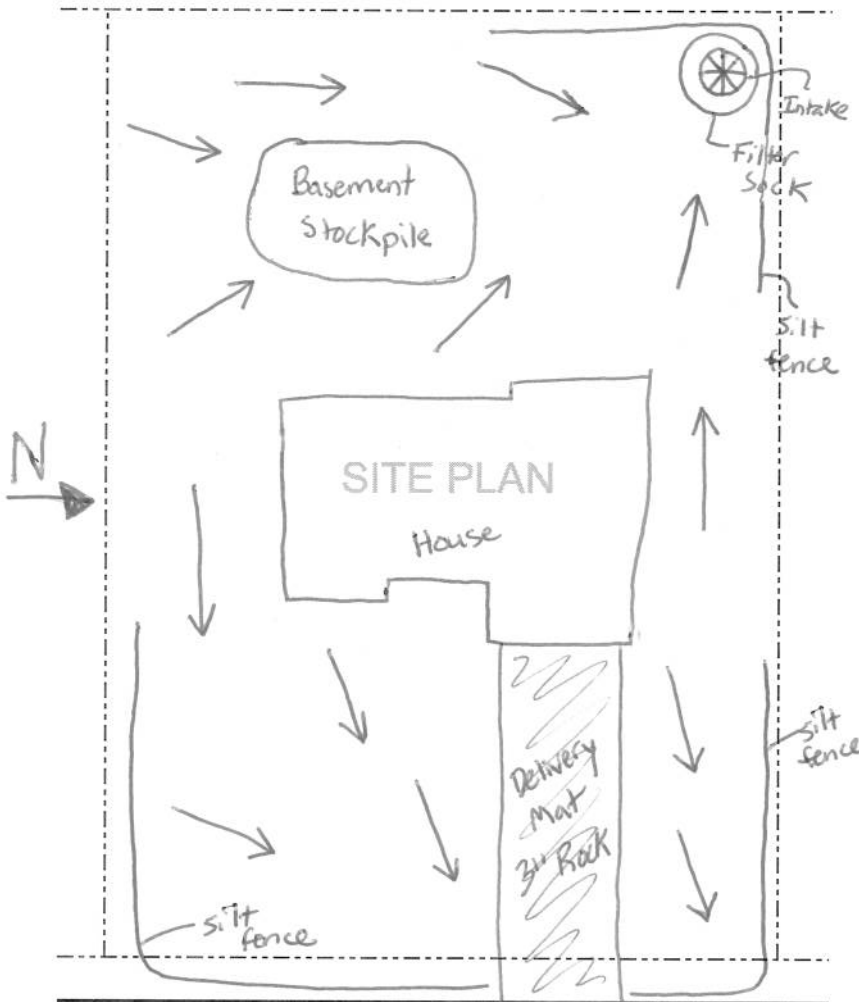 Intake
Filter
Sock
Basement
Stockpile
silt
fence
N
SITE PLAN
House
silt
fence
Delivery
Mat
3" Rock
silt
fence